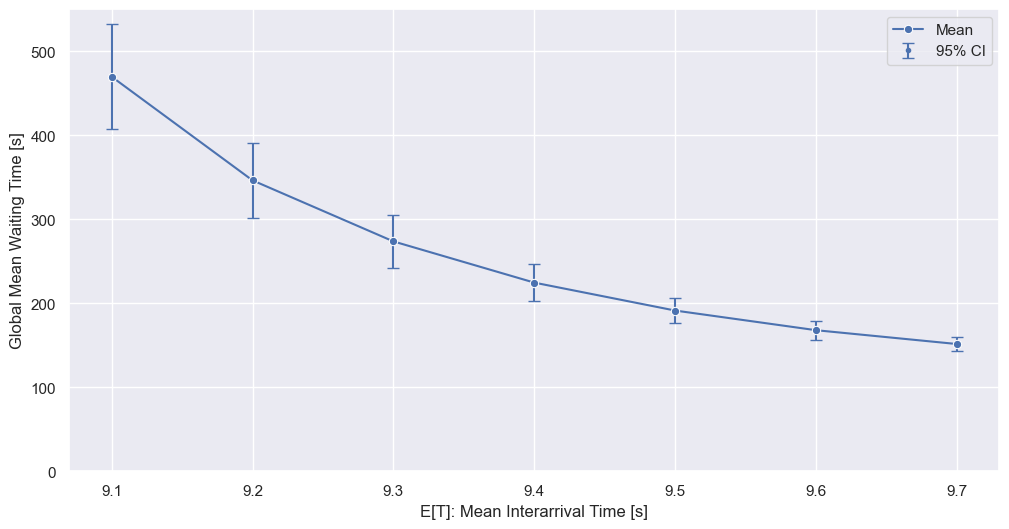 Mean
95% CI
500
400
300
200
100
0
Global Mean Waiting Time [s]
9.1 9.2 9.3 9.4 9.5 9.6 9.7
E[T]: Mean Interarrival Time [s]